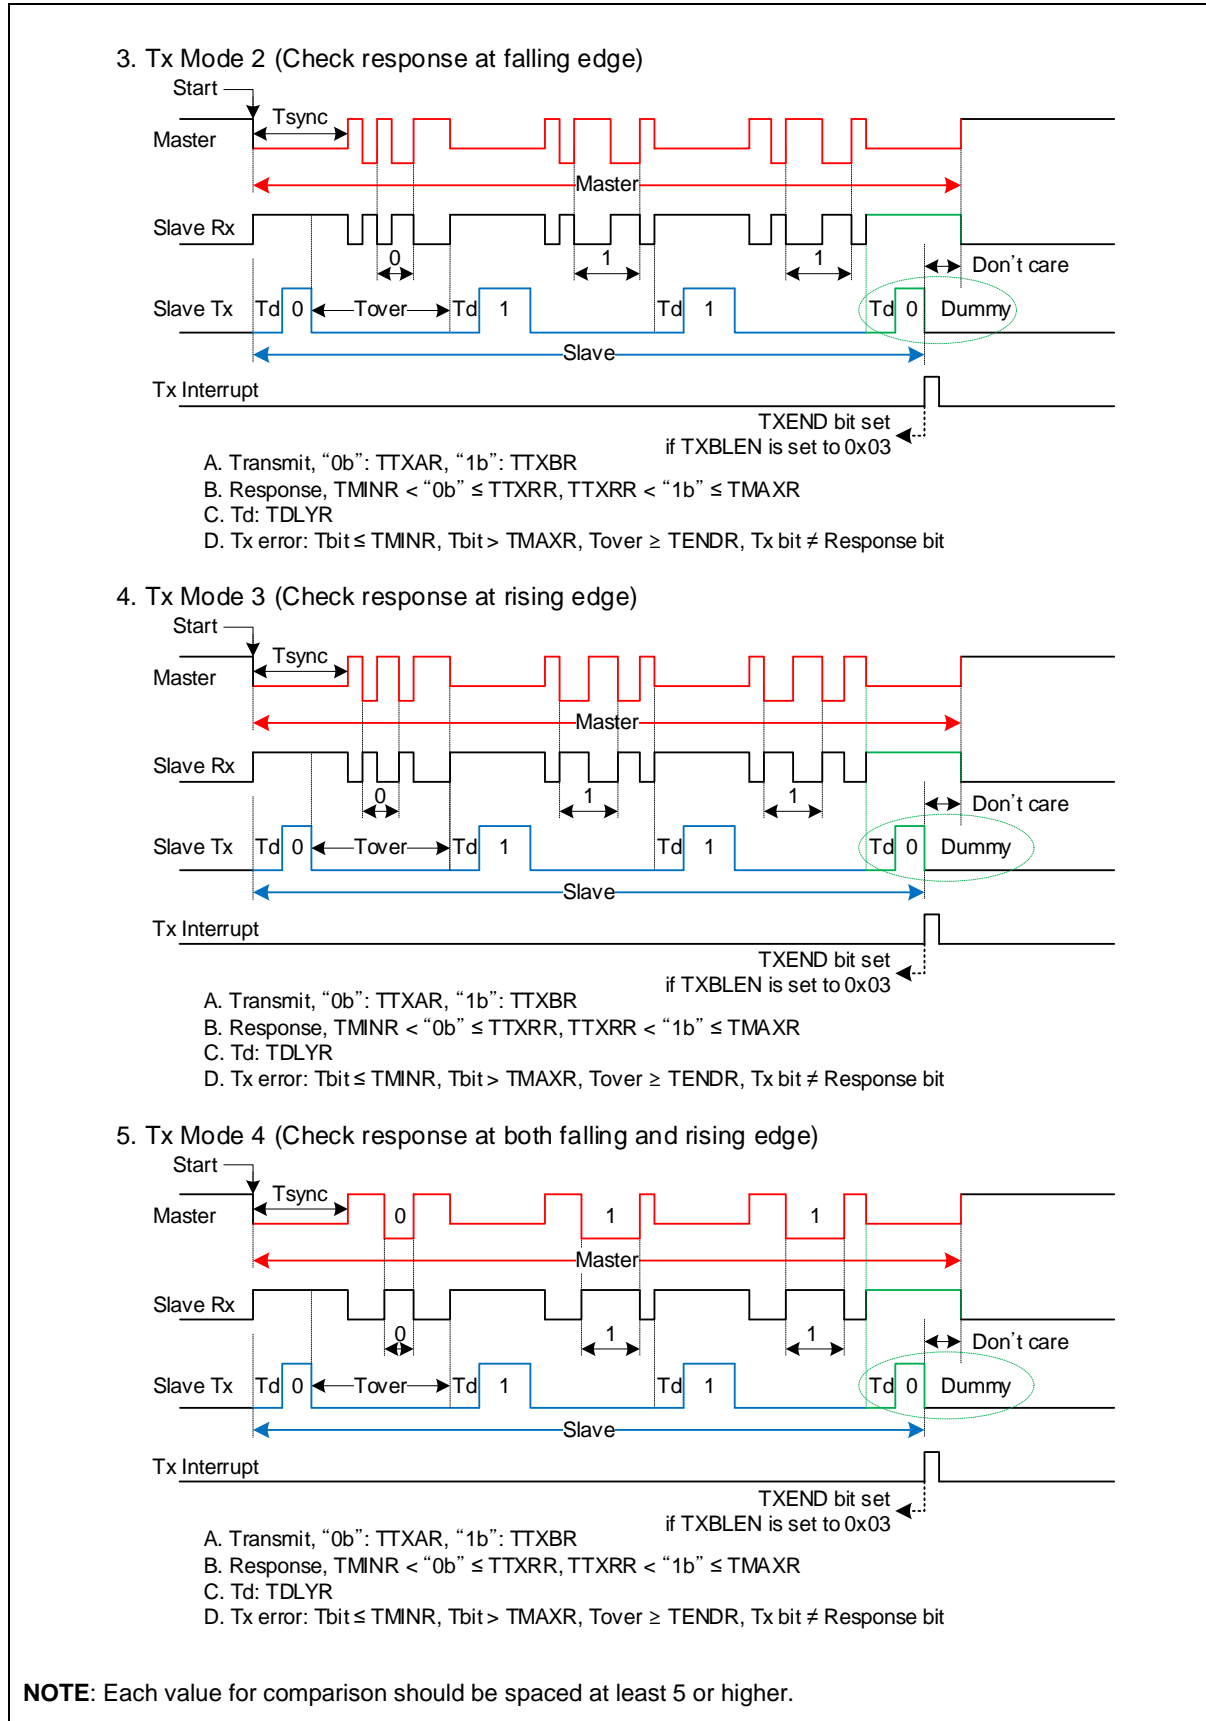 3. Tx Mode 2 (Check response at falling edge)
Start
Tsync
Master
Master
Slave Rx
0
1
1
Don’t care
Slave Tx
Td
0
Tover
Td
1
Td
1
Td
0
Dummy
Slave
Tx Interrupt
TXEND bit set
if TXBLEN is set to 0x03
A. Transmit, “0b”: TTXAR, “1b”: TTXBR
B. Response, TMINR < “0b” ≤ TTXRR, TTXRR < “1b” ≤ TMAXR
C. Td: TDLYR
D. Tx error: Tbit ≤ TMINR, Tbit > TMAXR, Tover ≥ TENDR, Tx bit ≠ Response bit
4. Tx Mode 3 (Check response at rising edge)
Start
Tsync
Master
Master
Slave Rx
0
1
1
Don’t care
Slave Tx
Td
0
Tover
Td
1
Td
1
Td
0
Dummy
Slave
Tx Interrupt
TXEND bit set
if TXBLEN is set to 0x03
A. Transmit, “0b”: TTXAR, “1b”: TTXBR
B. Response, TMINR < “0b” ≤ TTXRR, TTXRR < “1b” ≤ TMAXR
C. Td: TDLYR
D. Tx error: Tbit ≤ TMINR, Tbit > TMAXR, Tover ≥ TENDR, Tx bit ≠ Response bit
5. Tx Mode 4 (Check response at both falling and rising edge)
Start
Tsync
Master
0
1
1
Master
Slave Rx
0
1
1
Don’t care
Slave Tx
Td
0
Tover
Td
1
Td
1
Td
0
Dummy
Slave
Tx Interrupt
TXEND bit set
if TXBLEN is set to 0x03
A. Transmit, “0b”: TTXAR, “1b”: TTXBR
B. Response, TMINR < “0b” ≤ TTXRR, TTXRR < “1b” ≤ TMAXR
C. Td: TDLYR
D. Tx error: Tbit ≤ TMINR, Tbit > TMAXR, Tover ≥ TENDR, Tx bit ≠ Response bit
NOTE: Each value for comparison should be spaced at least 5 or higher.